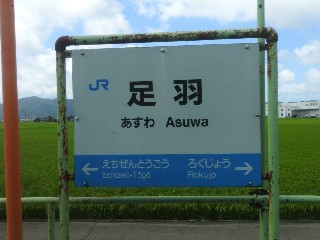 JR
足羽
あすわ Asuwa
えちぜんとうごう ろくじょう
Echizen-Tōgō Rokujō